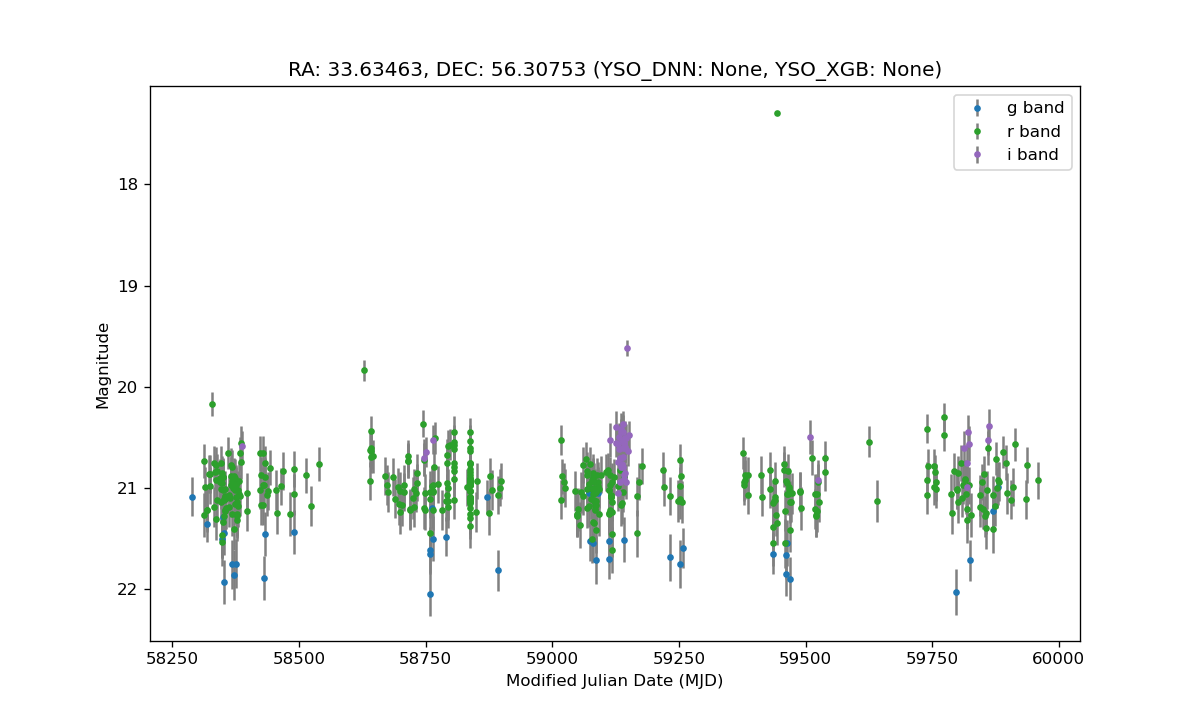 RA: 33.63463, DEC: 56.30753 (YSO_DNN: None, YSO_XGB: None)
g band
r band
i band
18
19
20
21
22
Magnitude
58250 58500 58750 59000 59250 59500 59750 60000
Modified Julian Date (MJD)